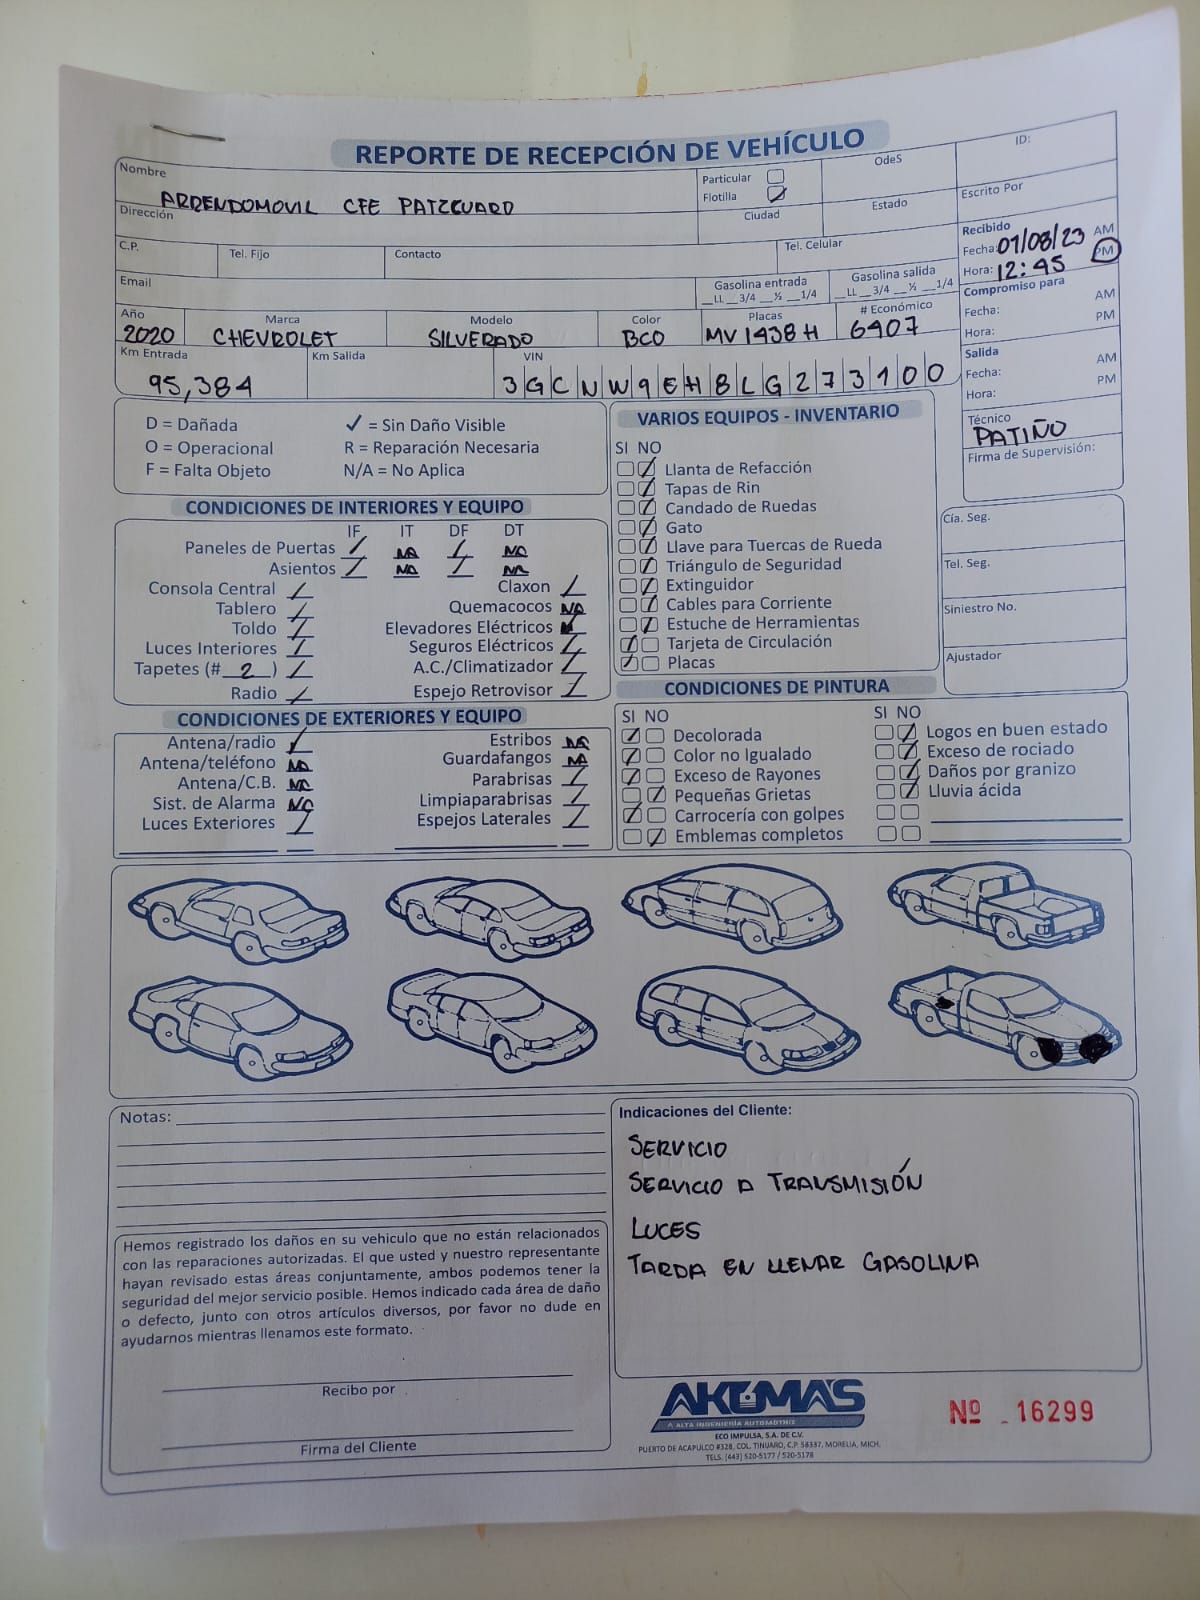 REPORTE DE RECEPCIÓN DE VEHÍCULO
Nombre
ARRENDOMOVIL CFE PATZCUARO
Particular
Flotilla
OdeS
ID:
Dirección
Ciudad
Estado
Escrito Por
C.P.
Tel. Fijo
Contacto
Tel. Celular
Recibido
Fecha: 07/08/23 AM
Hora: 12:45 PM
Email
Gasolina entrada
__LL __3/4 __½ __1/4
Gasolina salida
__LL __3/4 __½ __1/4
Compromiso para
Fecha: AM
Hora: PM
Año
2020
Marca
CHEVROLET
Modelo
SILVERADO
Color
BCO
Placas
MV1438H
# Económico
6407
Km Entrada
95,384
Km Salida
VIN
3GCNW9EH8LG273100
Salida
Fecha: AM
Hora: PM
Técnico
PATIÑO
Firma de Supervisión:
D = Dañada ✓ = Sin Daño Visible
O = Operacional R = Reparación Necesaria
F = Falta Objeto N/A = No Aplica
CONDICIONES DE INTERIORES Y EQUIPO
IF IT DF DT
Paneles de Puertas / NA / NA
Asientos / NA / NA
Consola Central /
Tablero /
Toldo /
Luces Interiores /
Tapetes (# 2 ) /
Radio /
Claxon /
Quemacocos NA
Elevadores Eléctricos
Seguros Eléctricos /
A.C./Climatizador /
Espejo Retrovisor /
VARIOS EQUIPOS - INVENTARIO
SI NO
Llanta de Refacción
Tapas de Rin
Candado de Ruedas
Gato
Llave para Tuercas de Rueda
Triángulo de Seguridad
Extinguidor
Cables para Corriente
Estuche de Herramientas
Tarjeta de Circulación
Placas
Cía. Seg.
Tel. Seg.
Siniestro No.
Ajustador
CONDICIONES DE EXTERIORES Y EQUIPO
Antena/radio /
Antena/teléfono NA
Antena/C.B. NA
Sist. de Alarma NA
Luces Exteriores /
Estribos NA
Guardafangos NA
Parabrisas /
Limpiaparabrisas /
Espejos Laterales /
CONDICIONES DE PINTURA
SI NO
Decolorada
Color no Igualado
Exceso de Rayones
Pequeñas Grietas
Carrocería con golpes
Emblemas completos
SI NO
Logos en buen estado
Exceso de rociado
Daños por granizo
Lluvia ácida
Notas:
Indicaciones del Cliente:
SERVICIO
SERVICIO A TRANSMISIÓN
LUCES
TARDA EN LLENAR GASOLINA
Hemos registrado los daños en su vehiculo que no están relacionados
con las reparaciones autorizadas. El que usted y nuestro representante
hayan revisado estas áreas conjuntamente, ambos podemos tener la
seguridad del mejor servicio posible. Hemos indicado cada área de daño
o defecto, junto con otros artículos diversos, por favor no dude en
ayudarnos mientras llenamos este formato.
Recibo por
Firma del Cliente
AKTMA'S
A ALTA INGENIERÍA AUTOMOTRIZ
ECO IMPULSA, S.A. DE C.V.
PUERTO DE ACAPULCO #328, COL. TINIJARO, C.P. 58337, MORELIA, MICH.
TELS. (443) 520-5177 / 520-5178
Nº 16299